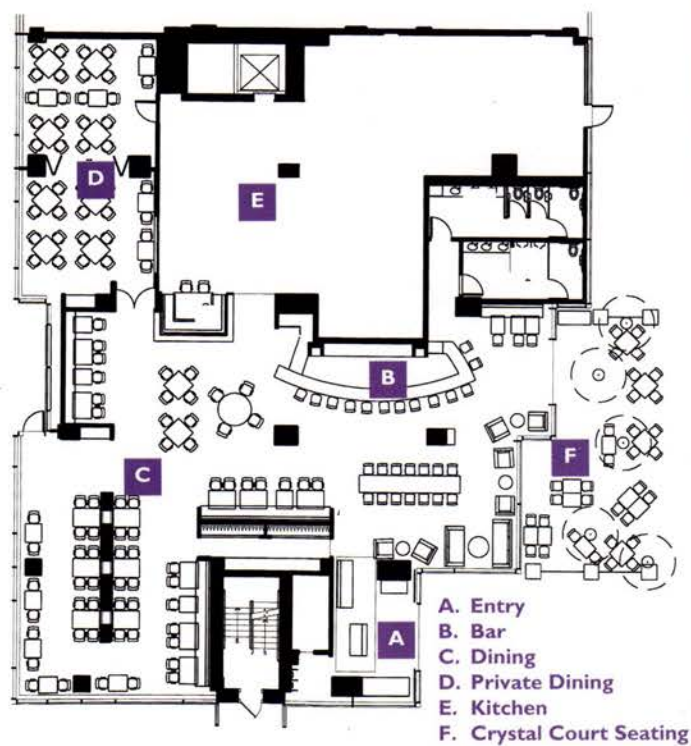 D
E
B
C
F
A
A. Entry
B. Bar
C. Dining
D. Private Dining
E. Kitchen
F. Crystal Court Seating